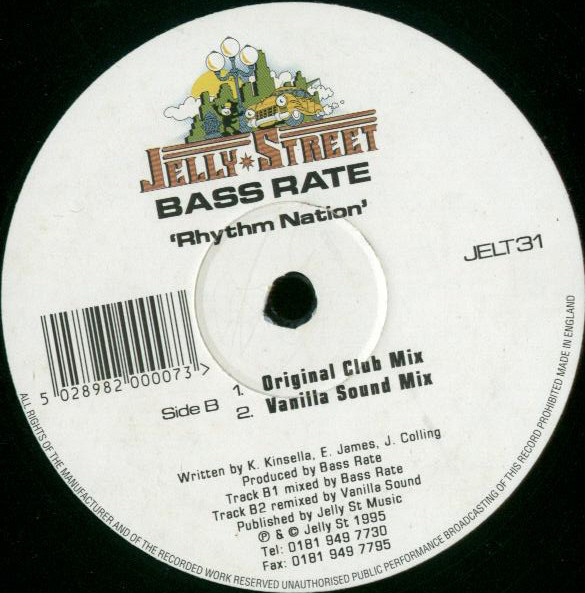 JELLY STREET
BASS RATE
'Rhythm Nation'
JELT31
5 028982 000073 >
Side B
1. Original Club Mix
2. Vanilla Sound Mix
Written by K. Kinsella, E. James, J. Colling
Produced by Bass Rate
Track B1 mixed by Bass Rate
Track B2 remixed by Vanilla Sound
Published by Jelly St Music
℗ & © Jelly St 1995
Tel: 0181 949 7730
Fax: 0181 949 7795
ALL RIGHTS OF THE MANUFACTURER AND OF THE OWNER OF THE RECORDED WORK RESERVED UNAUTHORISED PUBLIC PERFORMANCE BROADCASTING OF THIS RECORD PROHIBITED MADE IN ENGLAND